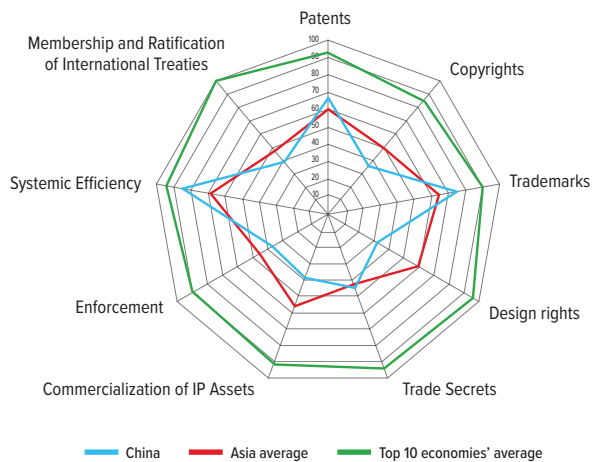 Patents
Membership and Ratification
of International Treaties
Copyrights
100
90
80
70
60
50
40
30
20
10
Systemic Efficiency
Trademarks
Enforcement
Design rights
Commercialization of IP Assets
Trade Secrets
China
Asia average
Top 10 economies' average